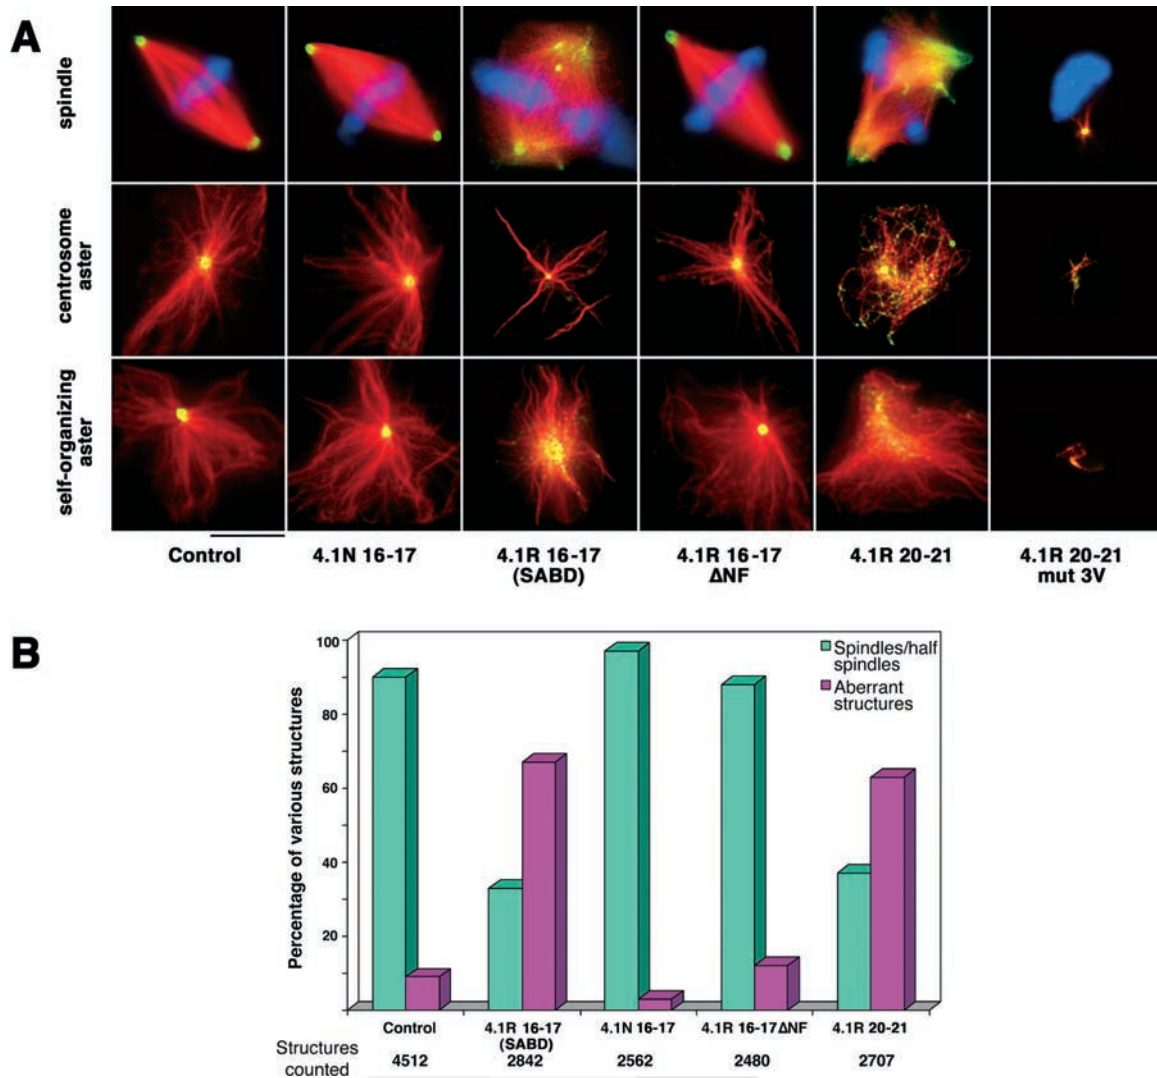 A
spindle
centrosome
aster
self-organizing
aster
Control
4.1N 16-17
4.1R 16-17
(SABD)
4.1R 16-17
ΔNF
4.1R 20-21
4.1R 20-21
mut 3V
B
Percentage of various structures
100
80
60
40
20
Spindles/half
spindles
Aberrant
structures
Control
4.1R 16-17
(SABD)
4.1N 16-17
4.1R 16-17ΔNF
4.1R 20-21
Structures
counted
4512
2842
2562
2480
2707